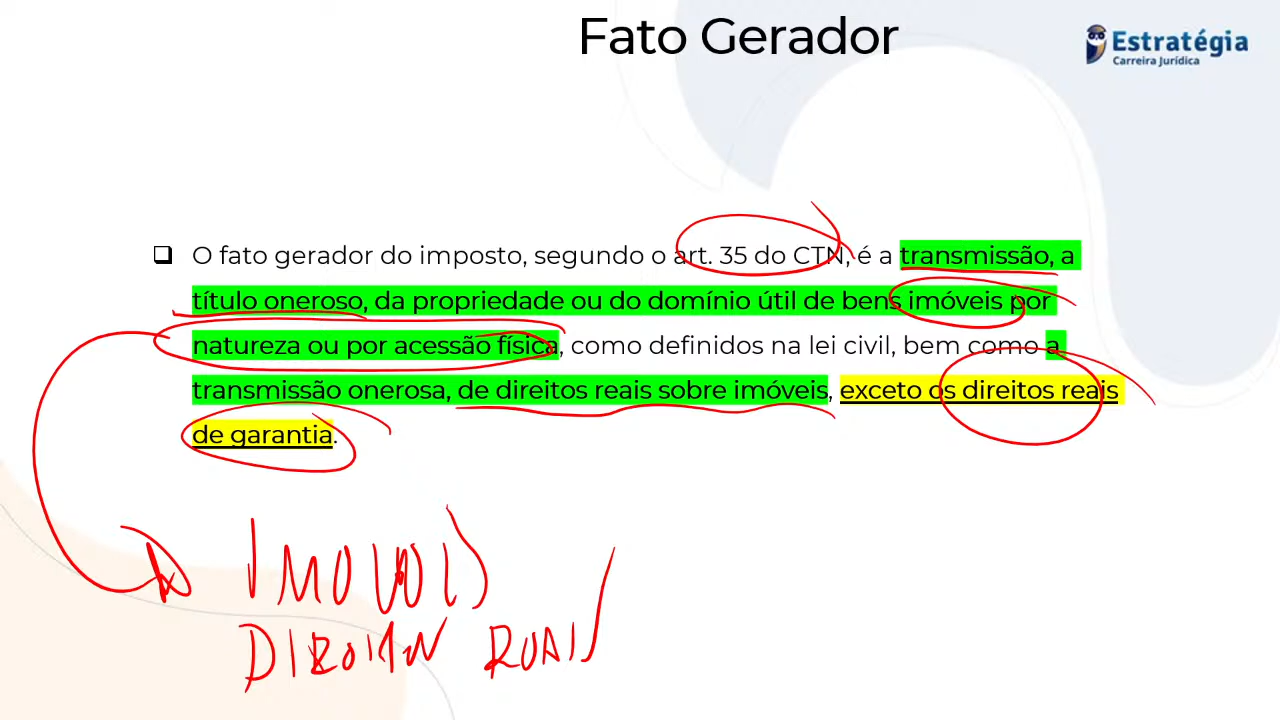 Fato Gerador
Estratégia
Carreira Jurídica
❑ O fato gerador do imposto, segundo o art. 35 do CTN, é a transmissão, a
título oneroso, da propriedade ou do domínio útil de bens imóveis por
natureza ou por acessão física, como definidos na lei civil, bem como a
transmissão onerosa, de direitos reais sobre imóveis, exceto os direitos reais
de garantia.